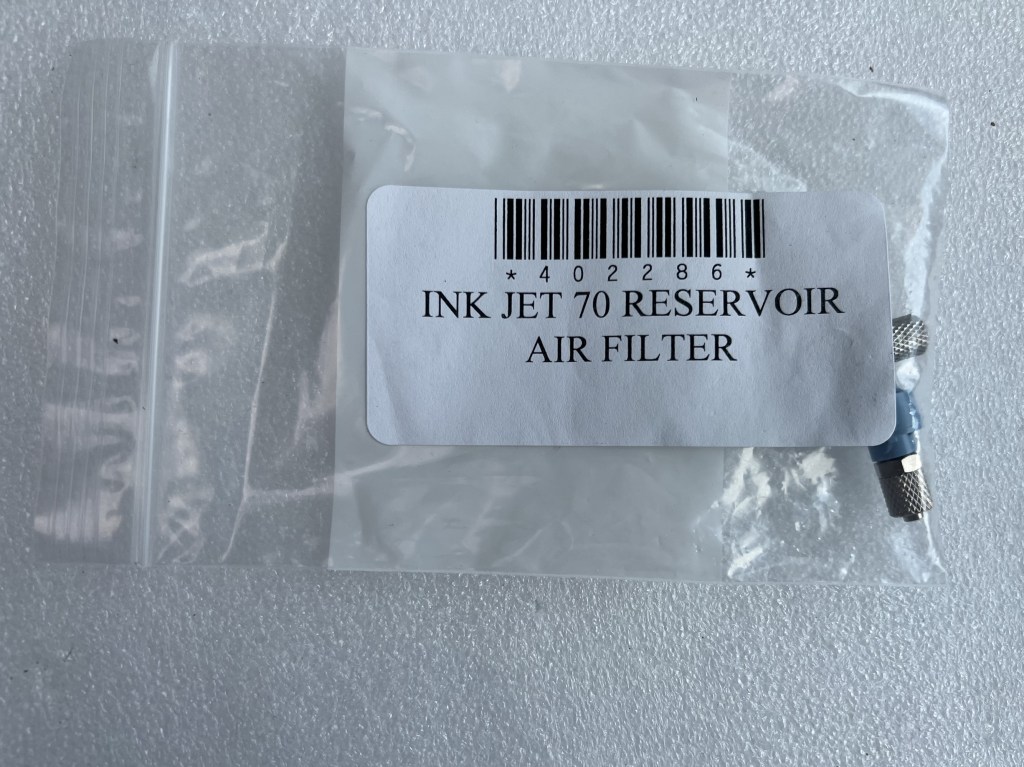 *402286*
INK JET 70 RESERVOIR
AIR FILTER